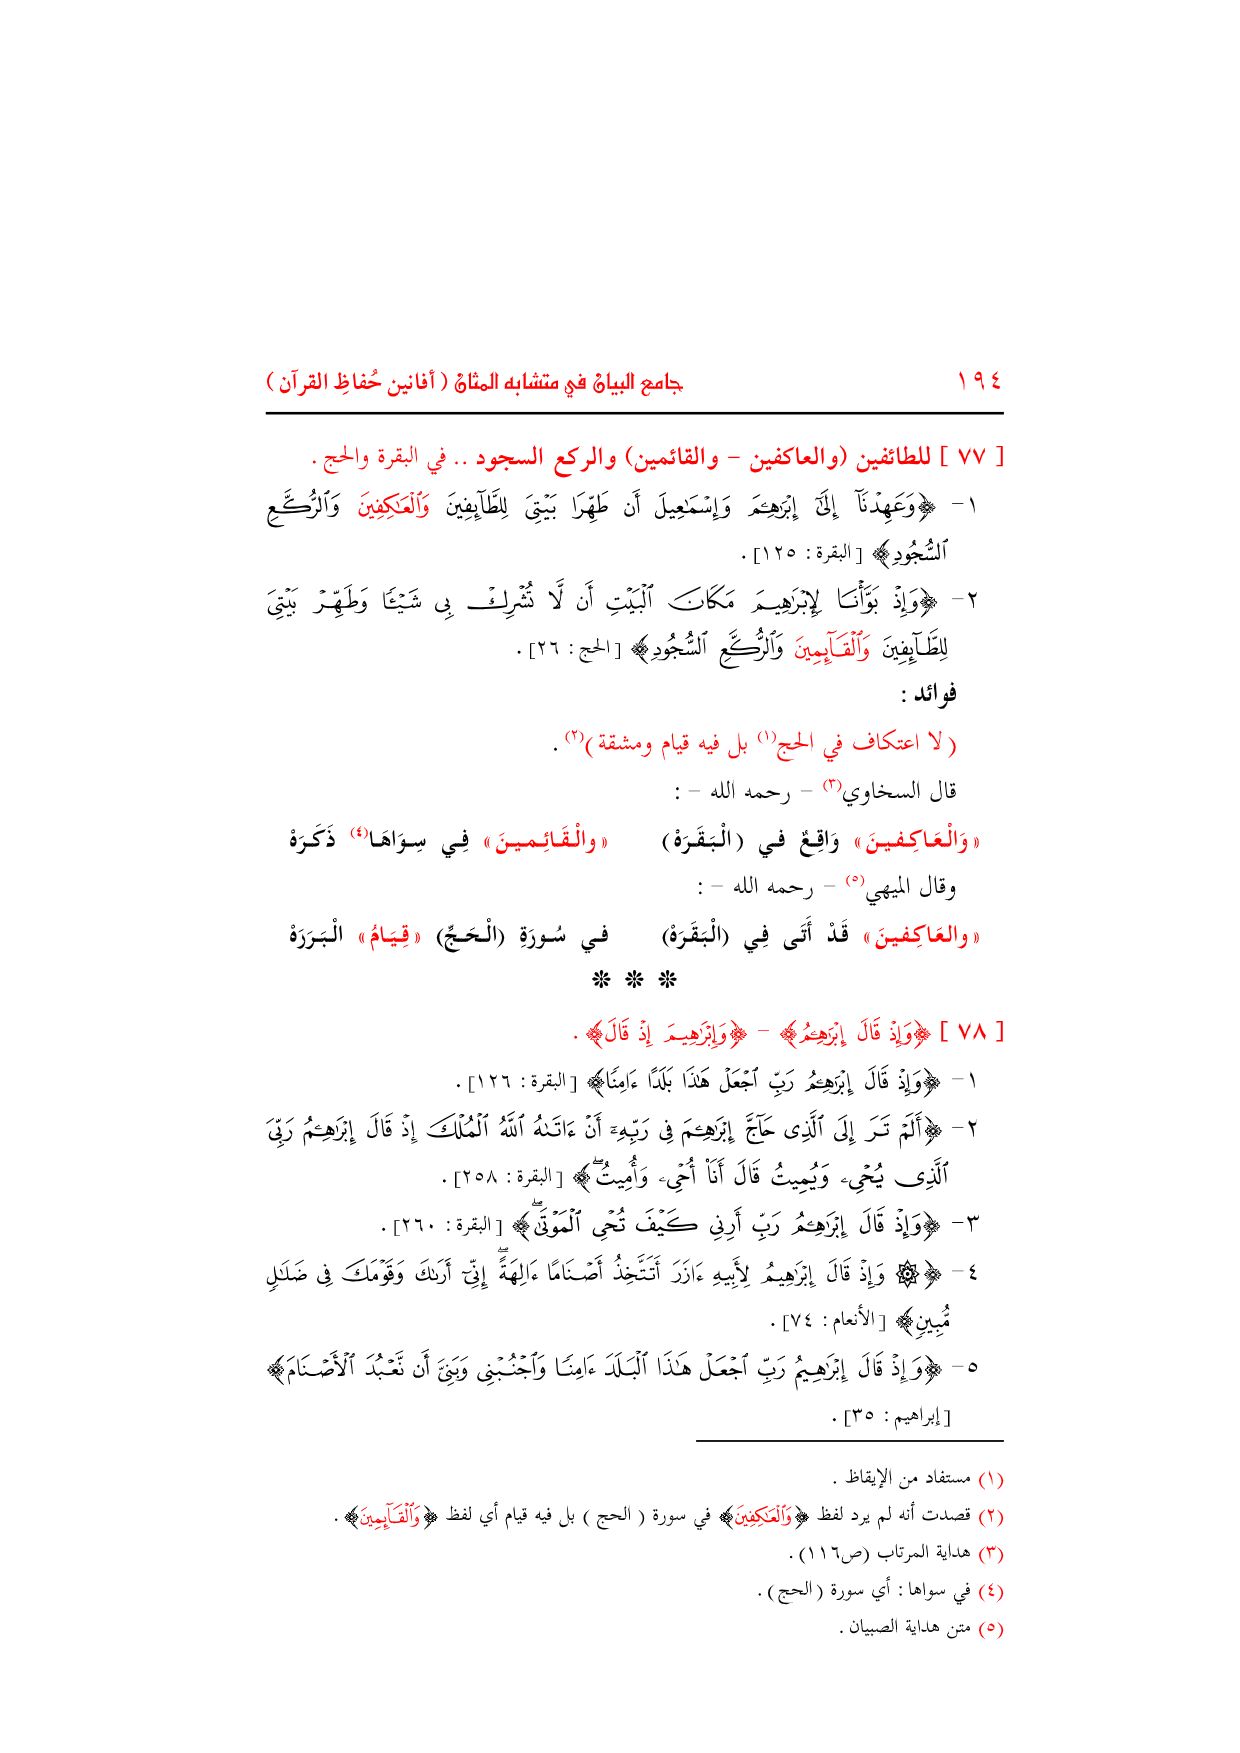 ١٩٤ جامع البيان في متشابه المثان ( أفانين حُفاظِ القرآن )
[ ٧٧ ] للطائفين (والعاكفين – والقائمين) والركع السجود .. في البقرة والحج .
١- ﴿وَعَهِدْنَآ إِلَىٰٓ إِبْرَٰهِـۧمَ وَإِسْمَٰعِيلَ أَن طَهِّرَا بَيْتِىَ لِلطَّآئِفِينَ وَٱلْعَٰكِفِينَ وَٱلرُّكَّعِ
ٱلسُّجُودِ﴾ [البقرة : ١٢٥] .
٢- ﴿وَإِذْ بَوَّأْنَا لِإِبْرَٰهِيمَ مَكَانَ ٱلْبَيْتِ أَن لَّا تُشْرِكْ بِى شَيْـًٔا وَطَهِّرْ بَيْتِىَ
لِلطَّآئِفِينَ وَٱلْقَآئِمِينَ وَٱلرُّكَّعِ ٱلسُّجُودِ﴾ [الحج : ٢٦] .
فوائد :
( لا اعتكاف في الحج(١) بل فيه قيام ومشقة )(٢) .
قال السخاوي(٣) – رحمه الله – :
«وَالْعَاكِفينَ» وَاقِعٌ في (الْبَقَرَهْ) «والْقَائِمينَ» فِي سِوَاهَا(٤) ذَكَرَهْ
وقال الميهي(٥) – رحمه الله – :
«والعَاكِفينَ» قَدْ أَتَى فِي (الْبَقَرَهْ) في سُورَةِ (الْحَجِّ) «قِيَامُ» الْبَرَرَهْ
* * *
[ ٧٨ ] ﴿وَإِذْ قَالَ إِبْرَٰهِـۧمُ﴾ – ﴿وَإِبْرَٰهِيمَ إِذْ قَالَ﴾ .
١- ﴿وَإِذْ قَالَ إِبْرَٰهِـۧمُ رَبِّ ٱجْعَلْ هَٰذَا بَلَدًا ءَامِنًا﴾ [البقرة : ١٢٦] .
٢- ﴿أَلَمْ تَرَ إِلَى ٱلَّذِى حَآجَّ إِبْرَٰهِـۧمَ فِى رَبِّهِۦٓ أَنْ ءَاتَىٰهُ ٱللَّهُ ٱلْمُلْكَ إِذْ قَالَ إِبْرَٰهِـۧمُ رَبِّىَ
ٱلَّذِى يُحْىِۦ وَيُمِيتُ قَالَ أَنَا۠ أُحْىِۦ وَأُمِيتُۖ﴾ [البقرة : ٢٥٨] .
٣- ﴿وَإِذْ قَالَ إِبْرَٰهِـۧمُ رَبِّ أَرِنِى كَيْفَ تُحْىِ ٱلْمَوْتَىٰۖ﴾ [البقرة : ٢٦٠] .
٤- ﴿۞ وَإِذْ قَالَ إِبْرَٰهِيمُ لِأَبِيهِ ءَازَرَ أَتَتَّخِذُ أَصْنَامًا ءَالِهَةًۖ إِنِّىٓ أَرَىٰكَ وَقَوْمَكَ فِى ضَلَٰلٍ
مُّبِينٍ﴾ [الأنعام : ٧٤] .
٥- ﴿وَإِذْ قَالَ إِبْرَٰهِيمُ رَبِّ ٱجْعَلْ هَٰذَا ٱلْبَلَدَ ءَامِنًا وَٱجْنُبْنِى وَبَنِىَّ أَن نَّعْبُدَ ٱلْأَصْنَامَ﴾
[إبراهيم : ٣٥] .
(١) مستفاد من الإيقاظ .
(٢) قصدت أنه لم يرد لفظ ﴿وَٱلْعَٰكِفِينَ﴾ في سورة ( الحج ) بل فيه قيام أي لفظ ﴿وَٱلْقَآئِمِينَ﴾ .
(٣) هداية المرتاب (ص١١٦) .
(٤) في سواها : أي سورة ( الحج ) .
(٥) متن هداية الصبيان .